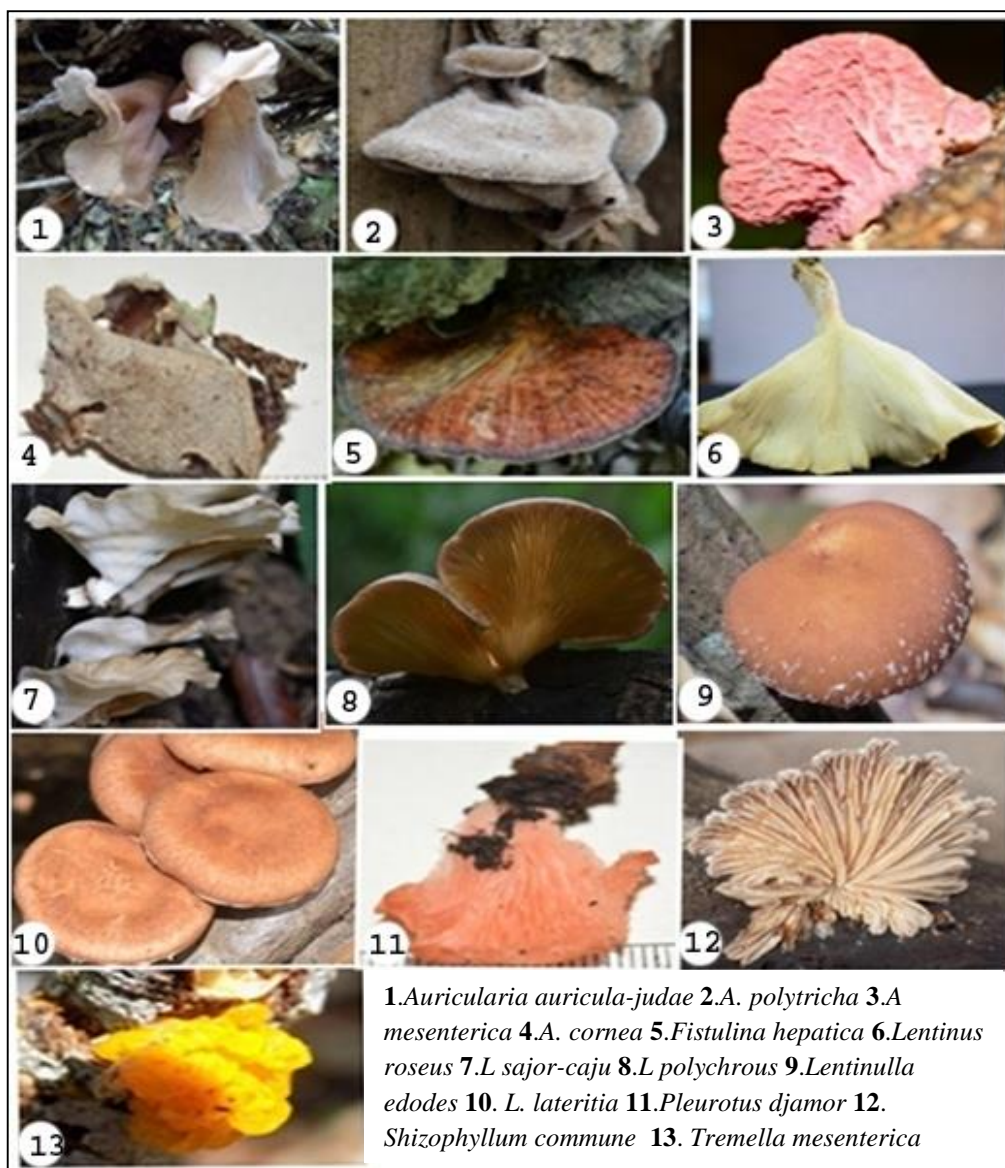 1
2
3
4
5
6
7
8
9
10
11
12
13
1.Auricularia auricula-judae 2.A. polytricha 3.A
mesenterica 4.A. cornea 5.Fistulina hepatica 6.Lentinus
roseus 7.L sajor-caju 8.L polychrous 9.Lentinulla
edodes 10. L. lateritia 11.Pleurotus djamor 12.
Shizophyllum commune 13. Tremella mesenterica